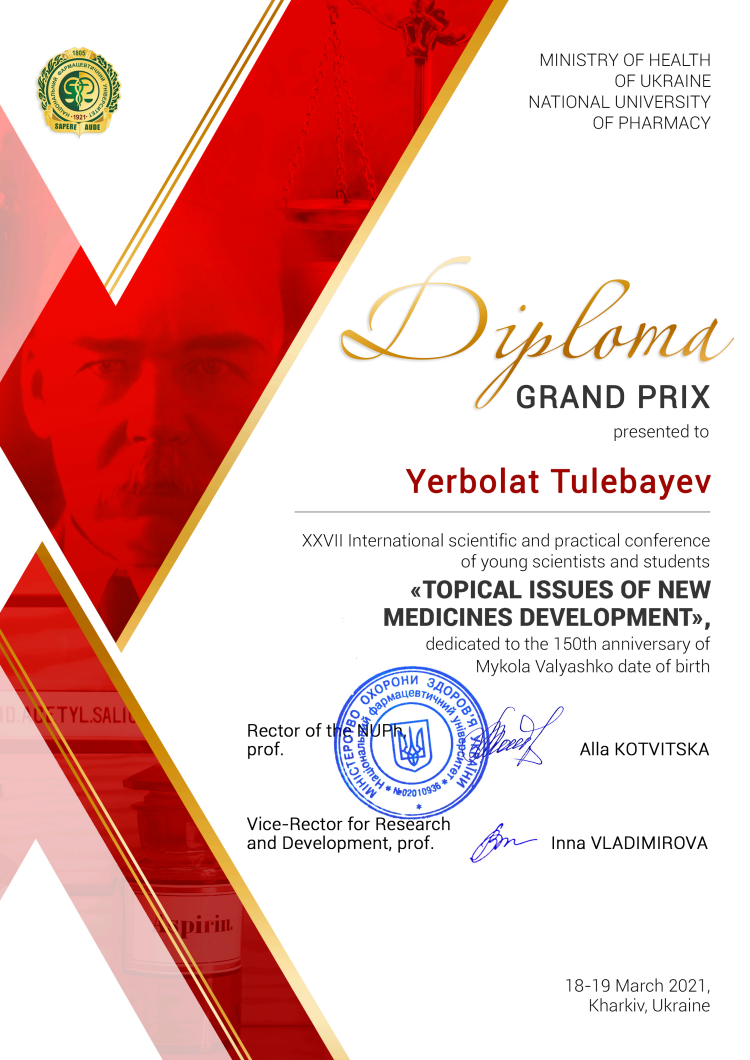 1805
НАЦІОНАЛЬНИЙ ФАРМАЦЕВТИЧНИЙ УНІВЕРСИТЕТ
·1921·
SAPERE AUDE
MINISTRY OF HEALTH
OF UKRAINE
NATIONAL UNIVERSITY
OF PHARMACY
Diploma
GRAND PRIX
presented to
Yerbolat Tulebayev
XXVII International scientific and practical conference
of young scientists and students
«TOPICAL ISSUES OF NEW
MEDICINES DEVELOPMENT»,
dedicated to the 150th anniversary of
Mykola Valyashko date of birth
ACETYL.SALIC
МІНІСТЕРСТВО ОХОРОНИ ЗДОРОВ'Я УКРАЇНИ
Національний фармацевтичний університет
* №02010936 *
*
Rector of the NUPh,
prof.
Alla KOTVITSKA
Vice-Rector for Research
and Development, prof.
Inna VLADIMIROVA
Aspirin.
18-19 March 2021,
Kharkiv, Ukraine